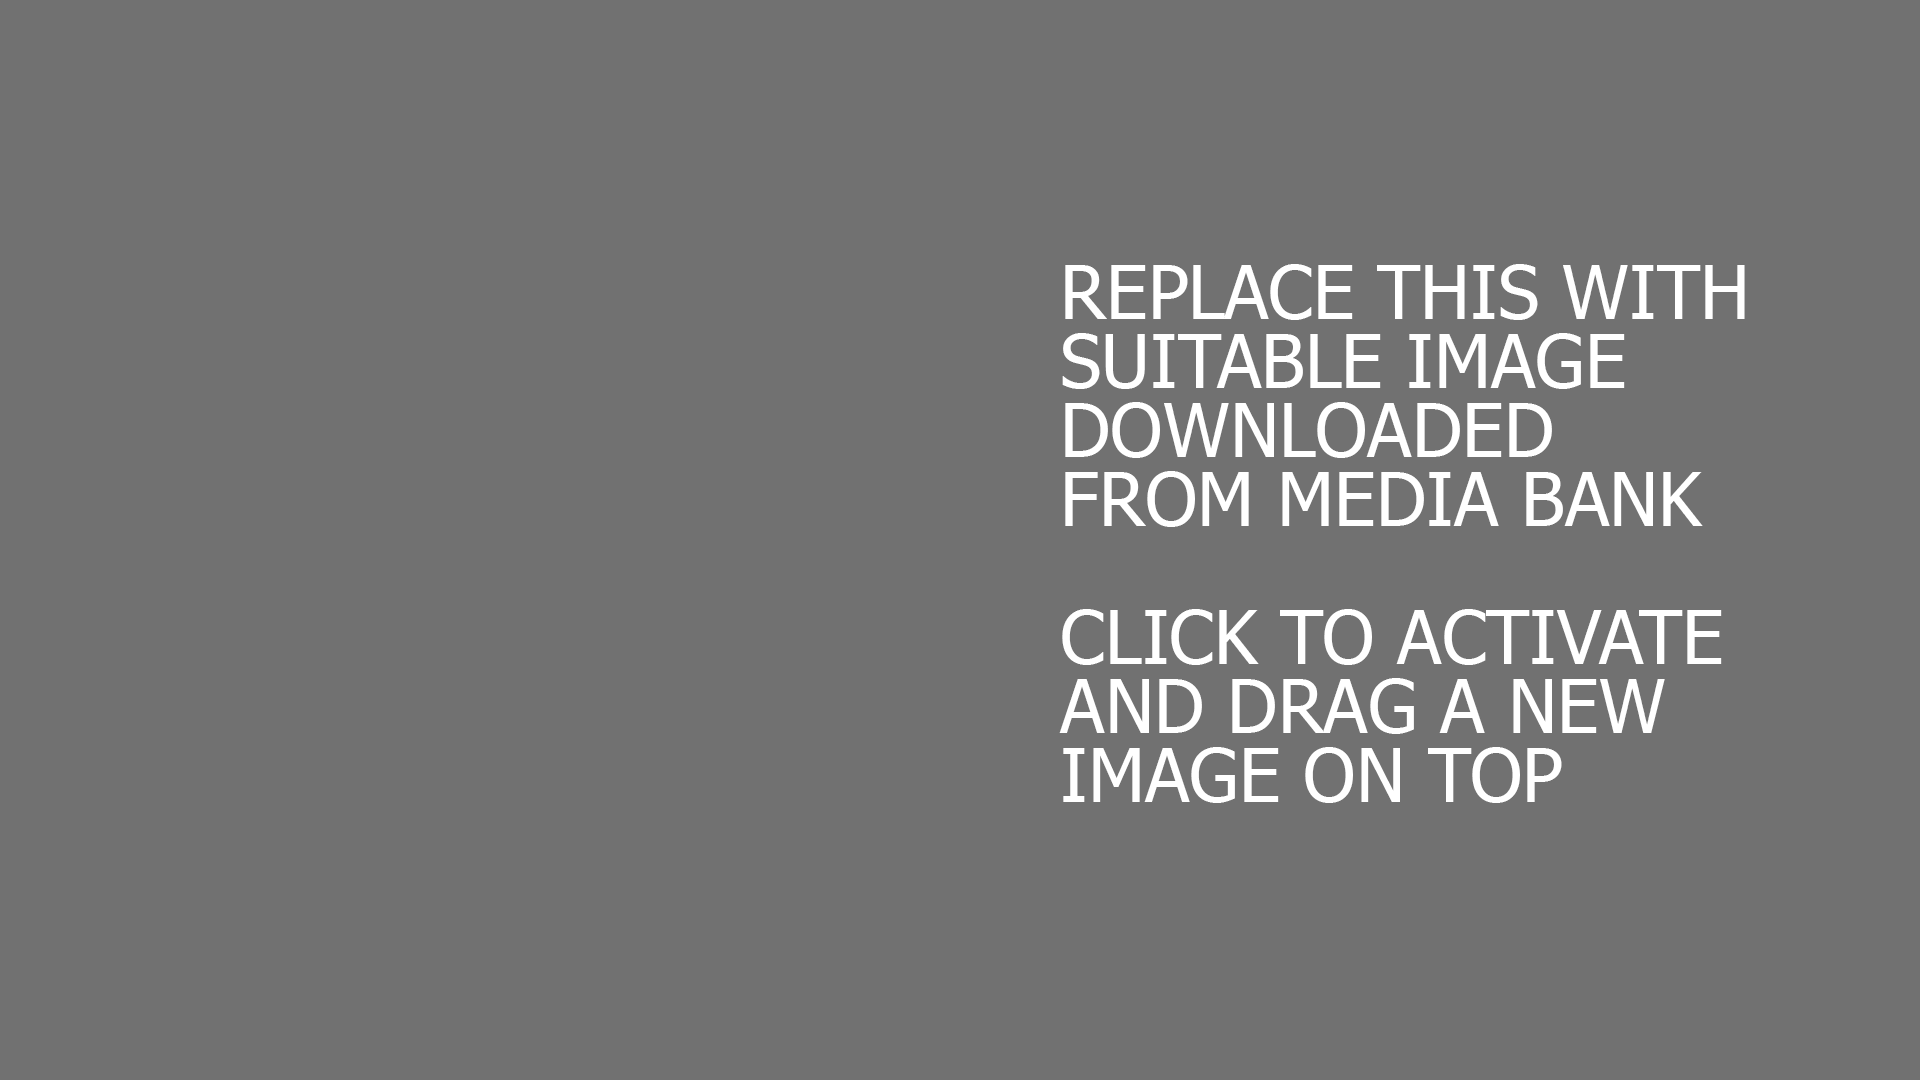 REPLACE THIS WITH
SUITABLE IMAGE
DOWNLOADED
FROM MEDIA BANK
CLICK TO ACTIVATE
AND DRAG A NEW
IMAGE ON TOP